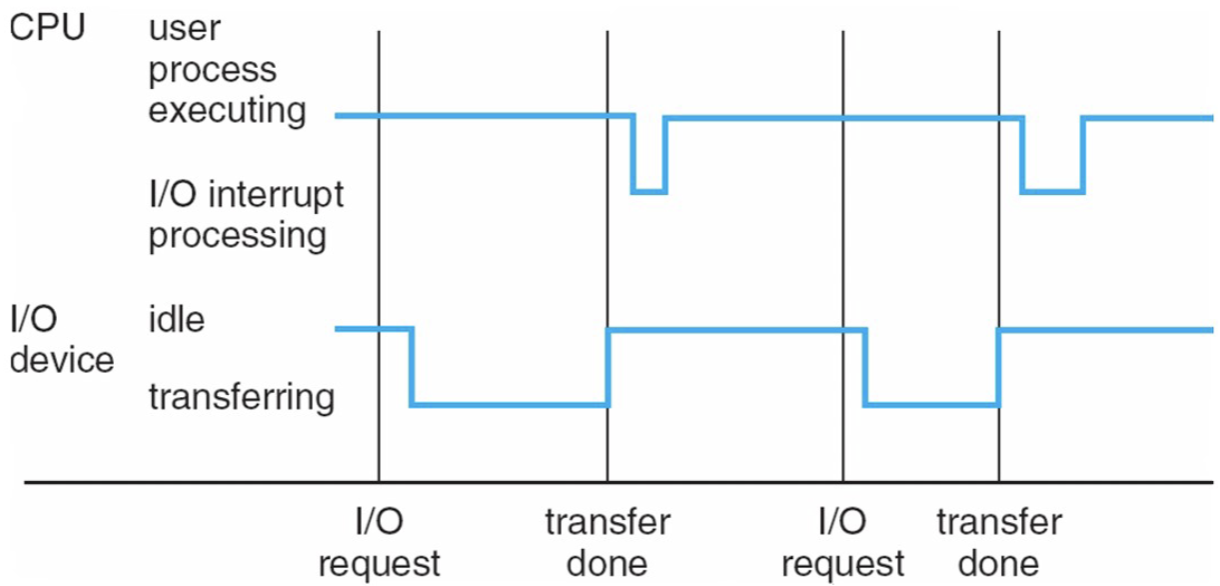 CPU
user
process
executing
I/O interrupt
processing
I/O
device
idle
transferring
I/O
request
transfer
done
I/O
request
transfer
done